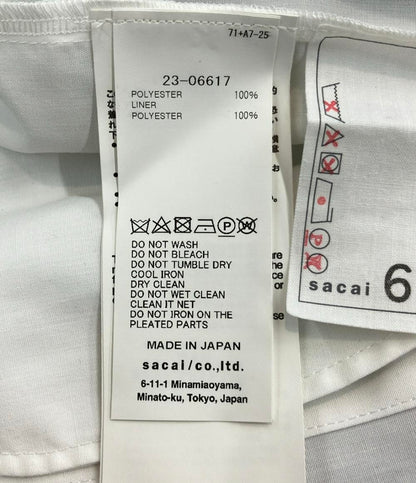 71+A7-25
23-06617
POLYESTER 100%
LINER
POLYESTER 100%
DO NOT WASH
DO NOT BLEACH
DO NOT TUMBLE DRY
COOL IRON
DRY CLEAN
DO NOT WET CLEAN
CLEAN IT NET
DO NOT IRON ON THE
PLEATED PARTS
MADE IN JAPAN
sacai/co.,ltd.
6-11-1 Minamiaoyama,
Minato-ku, Tokyo, Japan
sacai 6